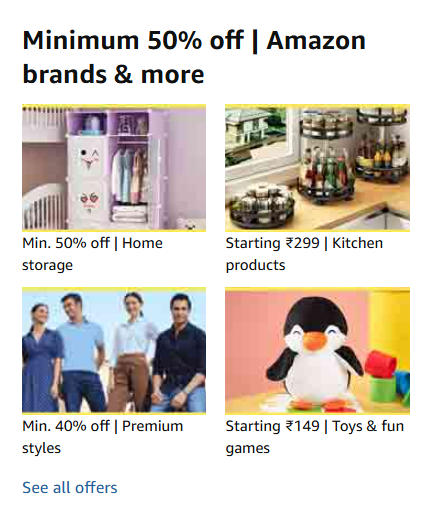 Minimum 50% off | Amazon
brands & more
Min. 50% off | Home
storage
Starting ₹299 | Kitchen
products
Min. 40% off | Premium
styles
Starting ₹149 | Toys & fun
games
See all offers